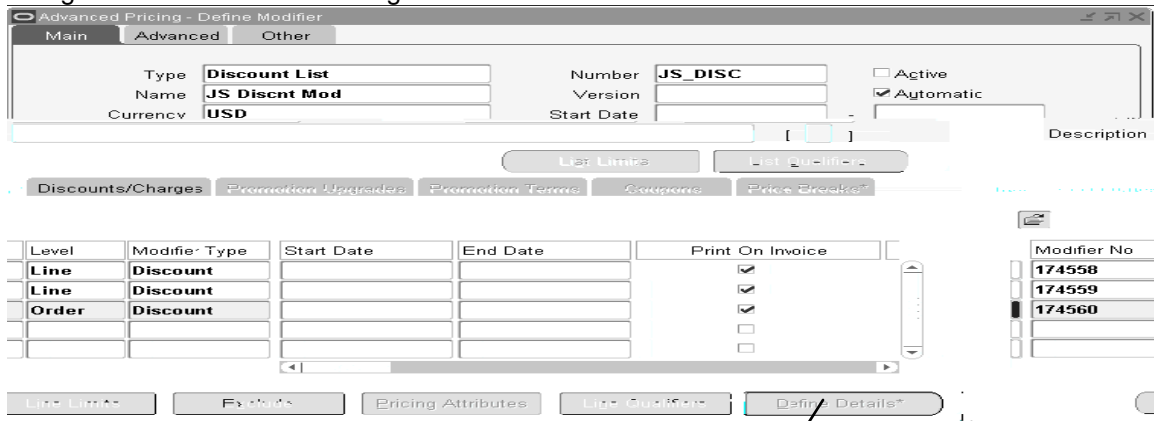 Advanced Pricing - Define Modifier
Main Advanced Other
Type Discount List Number JS_DISC Active
Name JS Discnt Mod Version Automatic
Currency USD Start Date -
[ ] Description
List Limits List Qualifiers
Discounts/Charges Promotion Upgrades Promotion Terms Coupons Price Breaks*
Level Modifier Type Start Date End Date Print On Invoice Modifier No
Line Discount 174558
Line Discount 174559
Order Discount 174560
Line Limits Exclude Pricing Attributes Line Qualifiers Define Details*